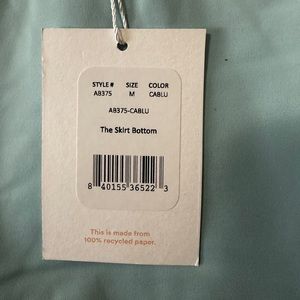 STYLE # SIZE COLOR
AB375 M CABLU
AB375-CABLU
The Skirt Bottom
8 40155 36522 3
This is made from
100% recycled paper.